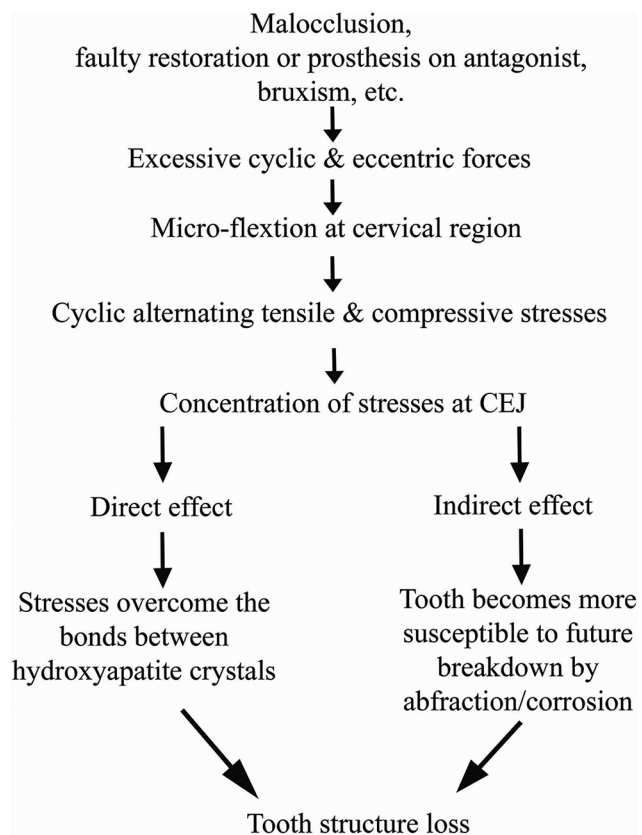 Malocclusion,
faulty restoration or prosthesis on antagonist,
bruxism, etc.
Excessive cyclic & eccentric forces
Micro-flextion at cervical region
Cyclic alternating tensile & compressive stresses
Concentration of stresses at CEJ
Direct effect
Indirect effect
Stresses overcome the
bonds between
hydroxyapatite crystals
Tooth becomes more
susceptible to future
breakdown by
abfraction/corrosion
Tooth structure loss